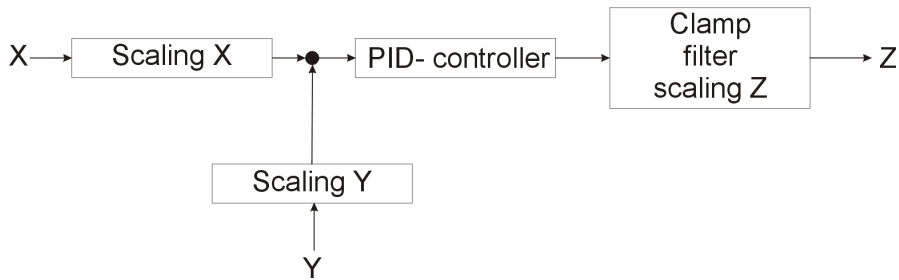 X
Scaling X
PID- controller
Clamp
filter
scaling Z
Z
Scaling Y
Y